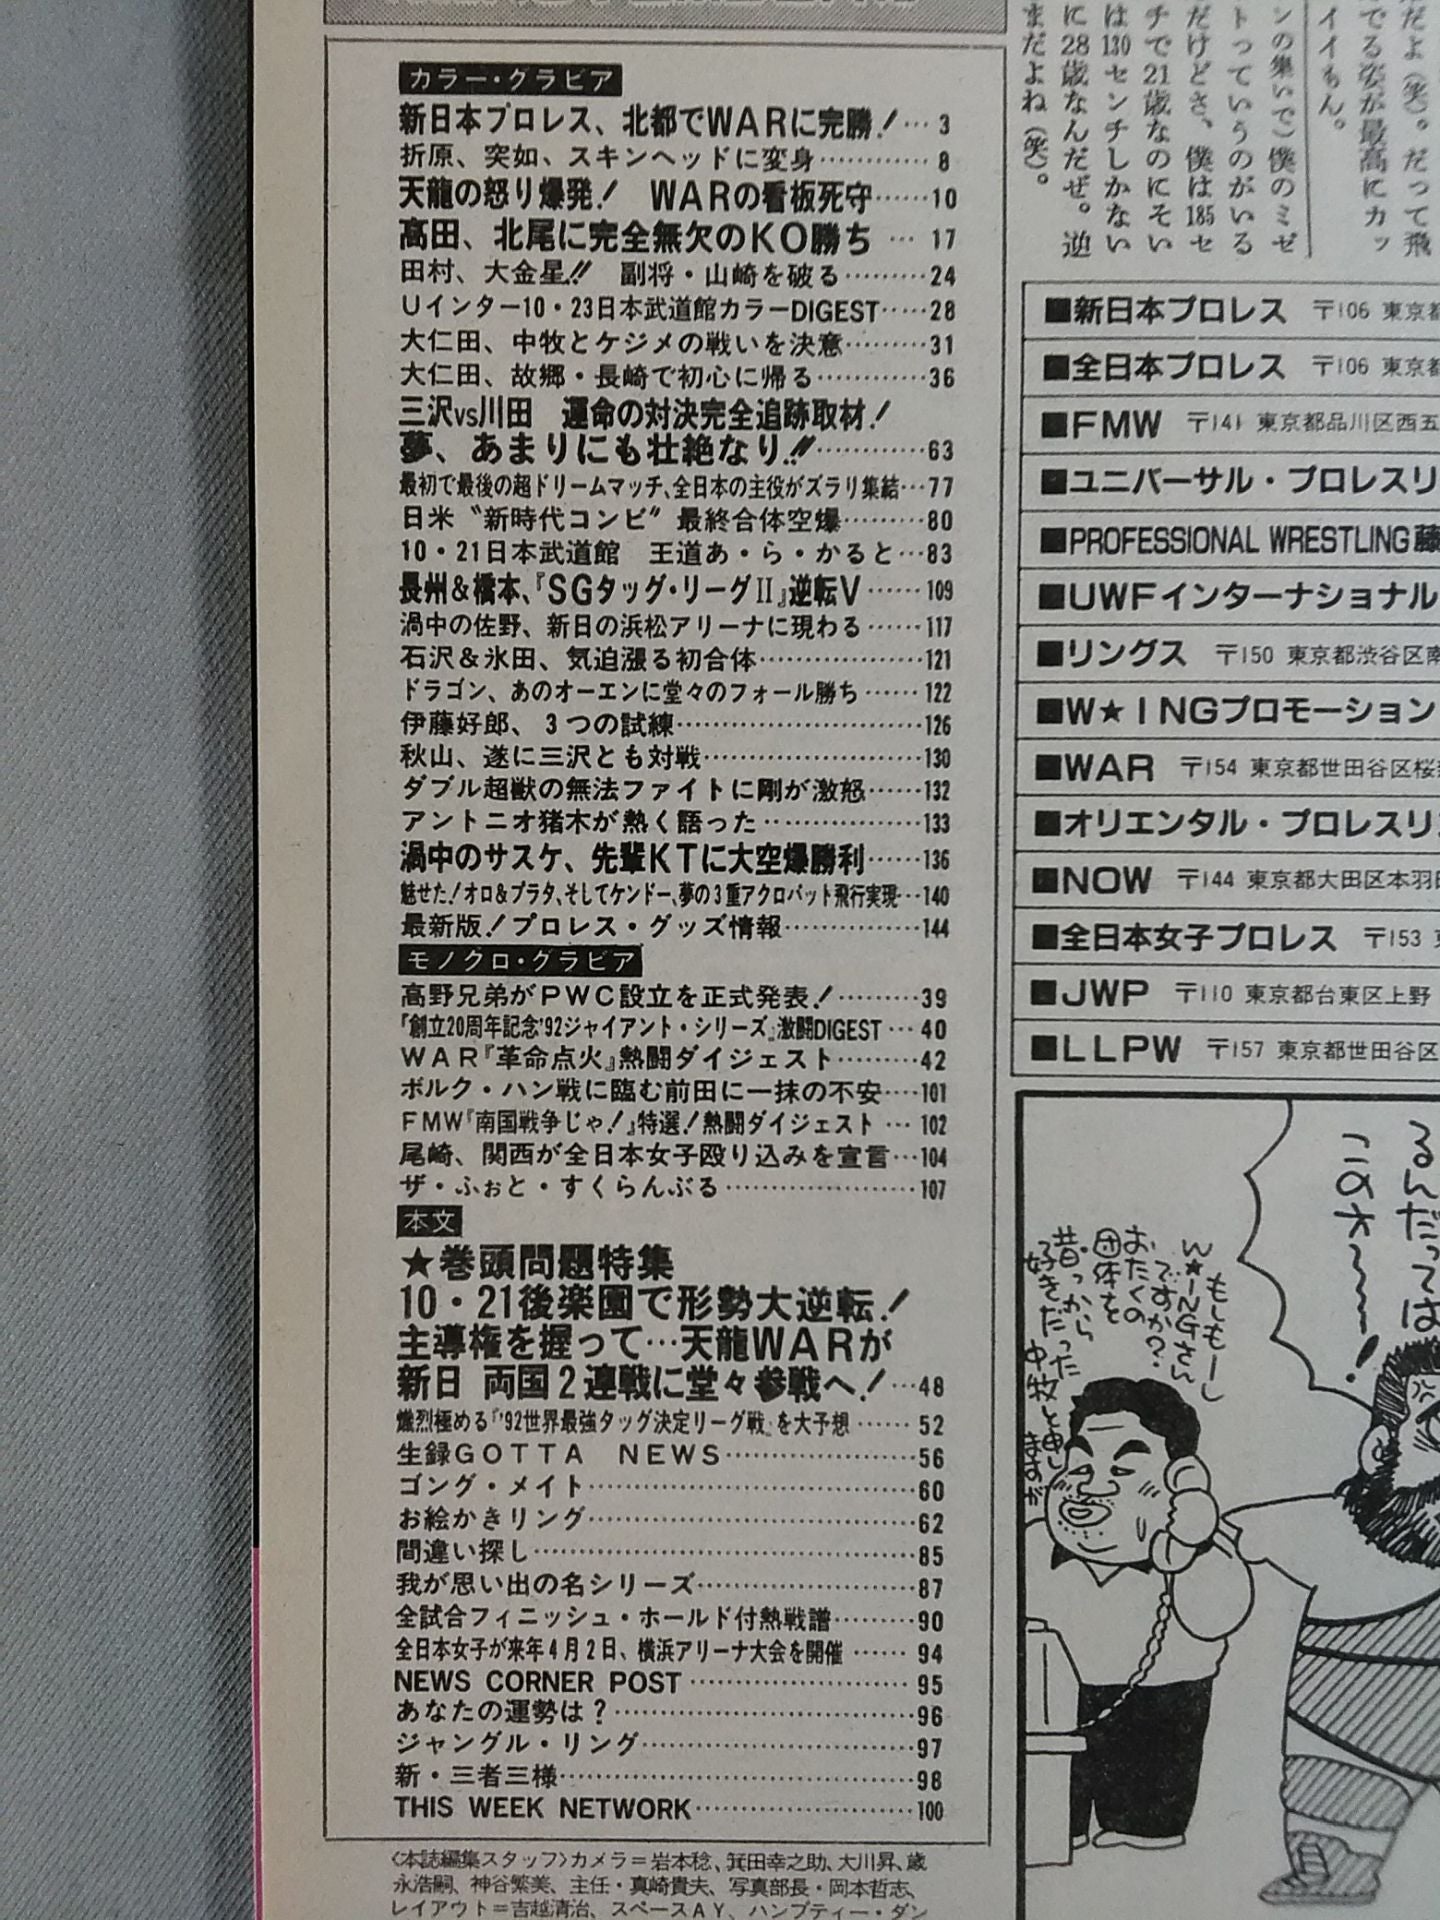 カラー・グラビア
新日本プロレス、北都でWARに完勝!…3
折原、突如、スキンヘッドに変身…………8
天龍の怒り爆発! WARの看板死守……10
髙田、北尾に完全無欠のKO勝ち…17
田村、大金星!! 副将・山崎を破る………24
Uインター10・23日本武道館カラーDIGEST……28
大仁田、中牧とケジメの戦いを決意………31
大仁田、故郷・長崎で初心に帰る…………36
三沢vs川田 運命の対決完全追跡取材!
夢、あまりにも壮絶なり!!…………63
最初で最後の超ドリームマッチ、全日本の主役がズラリ集結…77
日米〝新時代コンビ〟最終合体空爆………80
10・21日本武道館 王道あ・ら・かると…83
長州&橋本、『SGタッグ・リーグII』逆転V……109
渦中の佐野、新日の浜松アリーナに現わる……117
石沢&永田、気迫漲る初合体………………121
ドラゴン、あのオーエンに堂々のフォール勝ち……122
伊藤好郎、3つの試練………………………126
秋山、遂に三沢とも対戦……………………130
ダブル超獣の無法ファイトに剛が激怒……132
アントニオ猪木が熱く語った………………133
渦中のサスケ、先輩KTに大空爆勝利……136
魅せた!オロ&プラタ、そしてケンドー、夢の3重アクロバット飛行実現…140
最新版!プロレス・グッズ情報……………144
モノクロ・グラビア
髙野兄弟がPWC設立を正式発表!………39
『創立20周年記念'92ジャイアント・シリーズ』激闘DIGEST…40
WAR『革命点火』熱闘ダイジェスト………42
ボルク・ハン戦に臨む前田に一抹の不安…101
FMW『南国戦争じゃ!』特選!熱闘ダイジェスト…102
尾崎、関西が全日本女子殴り込みを宣言…104
ザ・ふぉと・すくらんぶる…………………107
本文
★巻頭問題特集
10・21後楽園で形勢大逆転!
主導権を握って…天龍WARが
新日 両国2連戦に堂々参戦へ!…48
熾烈極める『'92世界最強タッグ決定リーグ戦』を大予想……52
生録GOTTA NEWS…………………56
ゴング・メイト………………………………60
お絵かきリング………………………………62
間違い探し……………………………………85
我が思い出の名シリーズ……………………87
全試合フィニッシュ・ホールド付熱戦譜………90
全日本女子が来年4月2日、横浜アリーナ大会を開催……94
NEWS CORNER POST……………………95
あなたの運勢は?……………………………96
ジャングル・リング…………………………97
新・三者三様…………………………………98
THIS WEEK NETWORK……………………100
〈本誌編集スタッフ〉カメラ=岩本稔、箕田幸之助、大川昇、歳
永浩嗣、神谷繁美、主任・真崎貴夫、写真部長・岡本哲志、
レイアウト=吉越清治、スペースAY、ハンプティー・ダン
だよ(笑)。だって飛
でる姿が最高にカッ
イイもん。
ンの集いで)僕のミゼ
トっていうのがいる
だけどさ、僕は185セ
チで21歳なのにそい
は130センチしかない
に28歳なんだぜ。逆
まだよね(笑)。
■新日本プロレス 〒106 東京都
■全日本プロレス 〒106 東京都
■FMW 〒141 東京都品川区西五
■ユニバーサル・プロレスリ
■PROFESSIONAL WRESTLING藤
■UWFインターナショナル
■リングス 〒150 東京都渋谷区南
■W★INGプロモーション
■WAR 〒154 東京都世田谷区桜
■オリエンタル・プロレスリ
■NOW 〒144 東京都大田区本羽田
■全日本女子プロレス 〒153
■JWP 〒110 東京都台東区上野
■LLPW 〒157 東京都世田谷区
るんだっては
このオ〜〜!
もしもーし
W★INGさん
ですか?
おたくの
団体を
昔っから
好きだった
中牧と申し
ますが